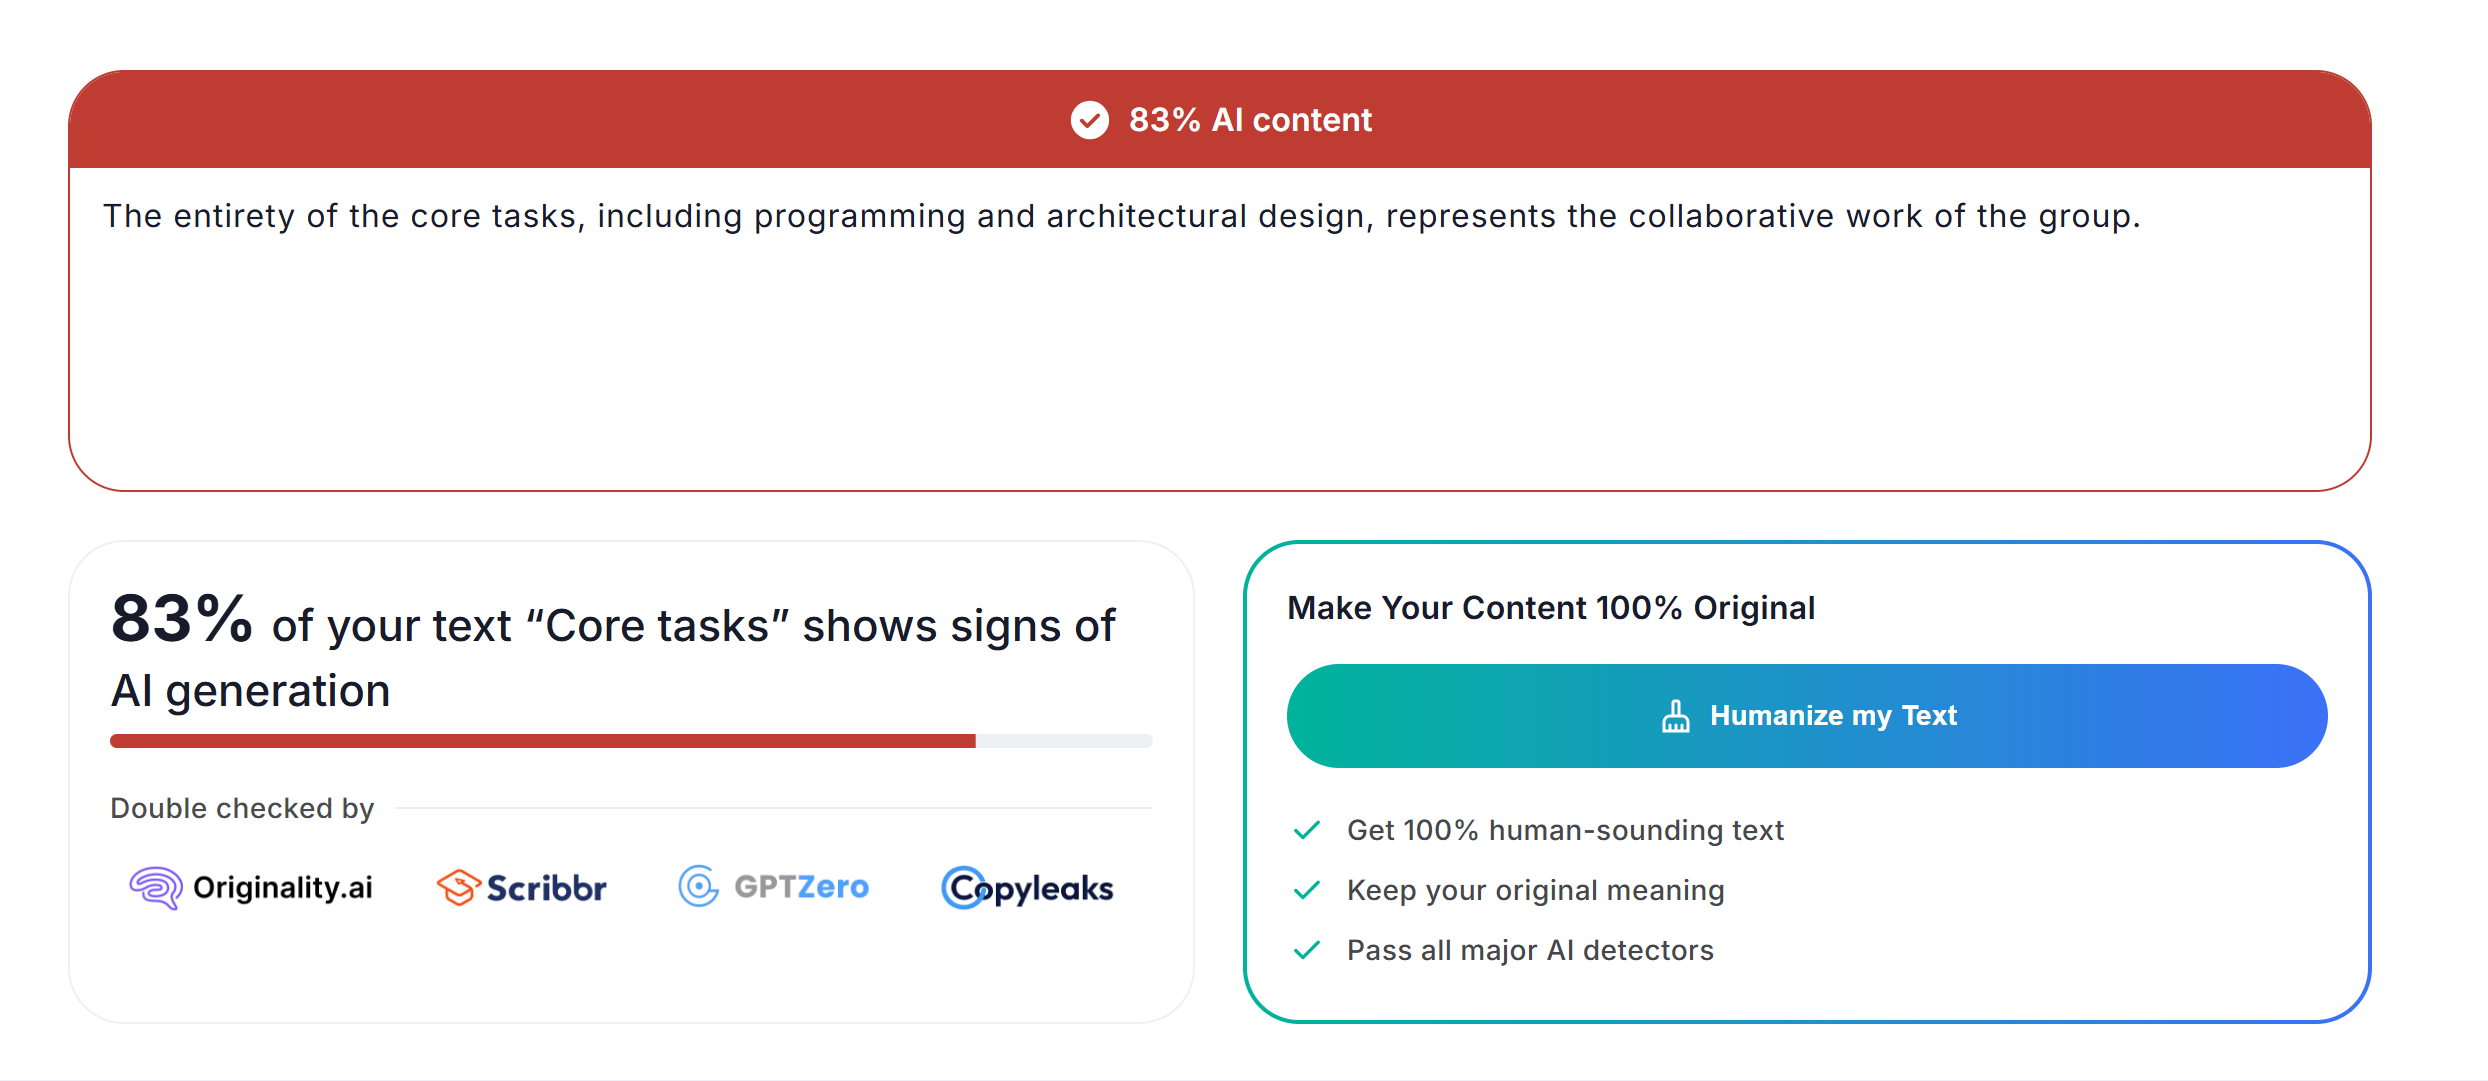 83% AI content
The entirety of the core tasks, including programming and architectural design, represents the collaborative work of the group.
83% of your text “Core tasks” shows signs of
AI generation
Double checked by
Originality.ai
Scribbr
GPTZero
Copyleaks
Make Your Content 100% Original
Humanize my Text
Get 100% human-sounding text
Keep your original meaning
Pass all major AI detectors